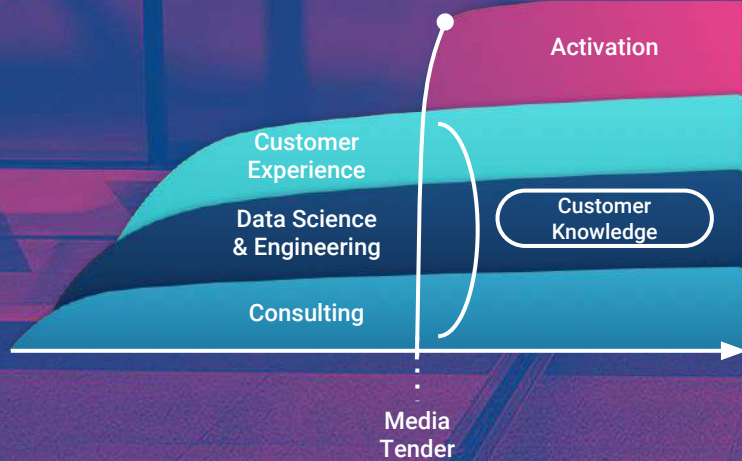 Activation
Customer
Experience
Data Science
& Engineering
Customer
Knowledge
Consulting
Media
Tender